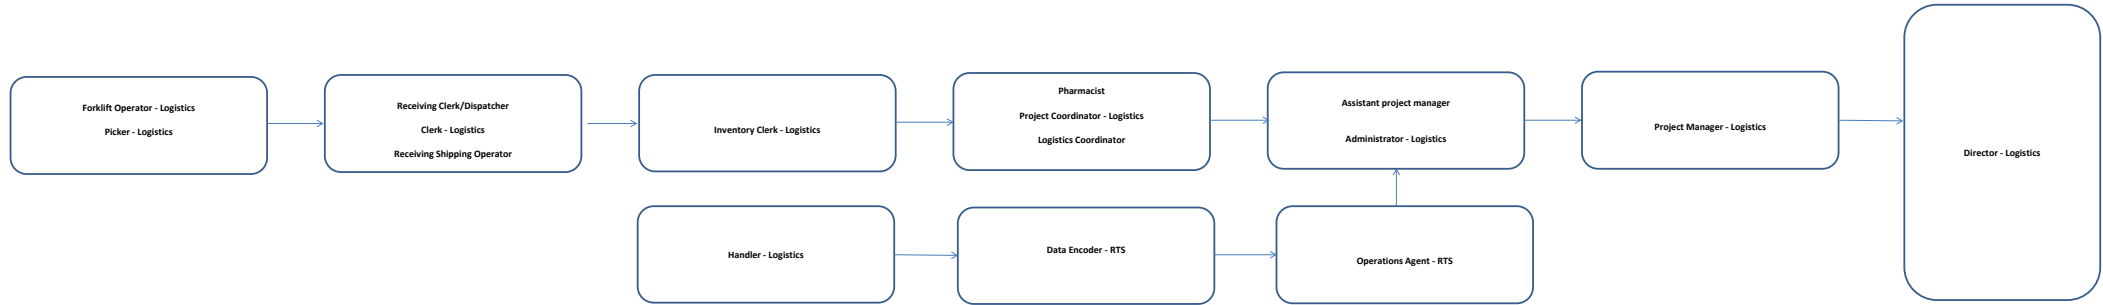 Forklift Operator - Logistics
Picker - Logistics
Receiving Clerk/Dispatcher
Clerk - Logistics
Receiving Shipping Operator
Inventory Clerk - Logistics
Pharmacist
Project Coordinator - Logistics
Logistics Coordinator
Assistant project manager
Administrator - Logistics
Project Manager - Logistics
Director - Logistics
Handler - Logistics
Data Encoder - RTS
Operations Agent - RTS